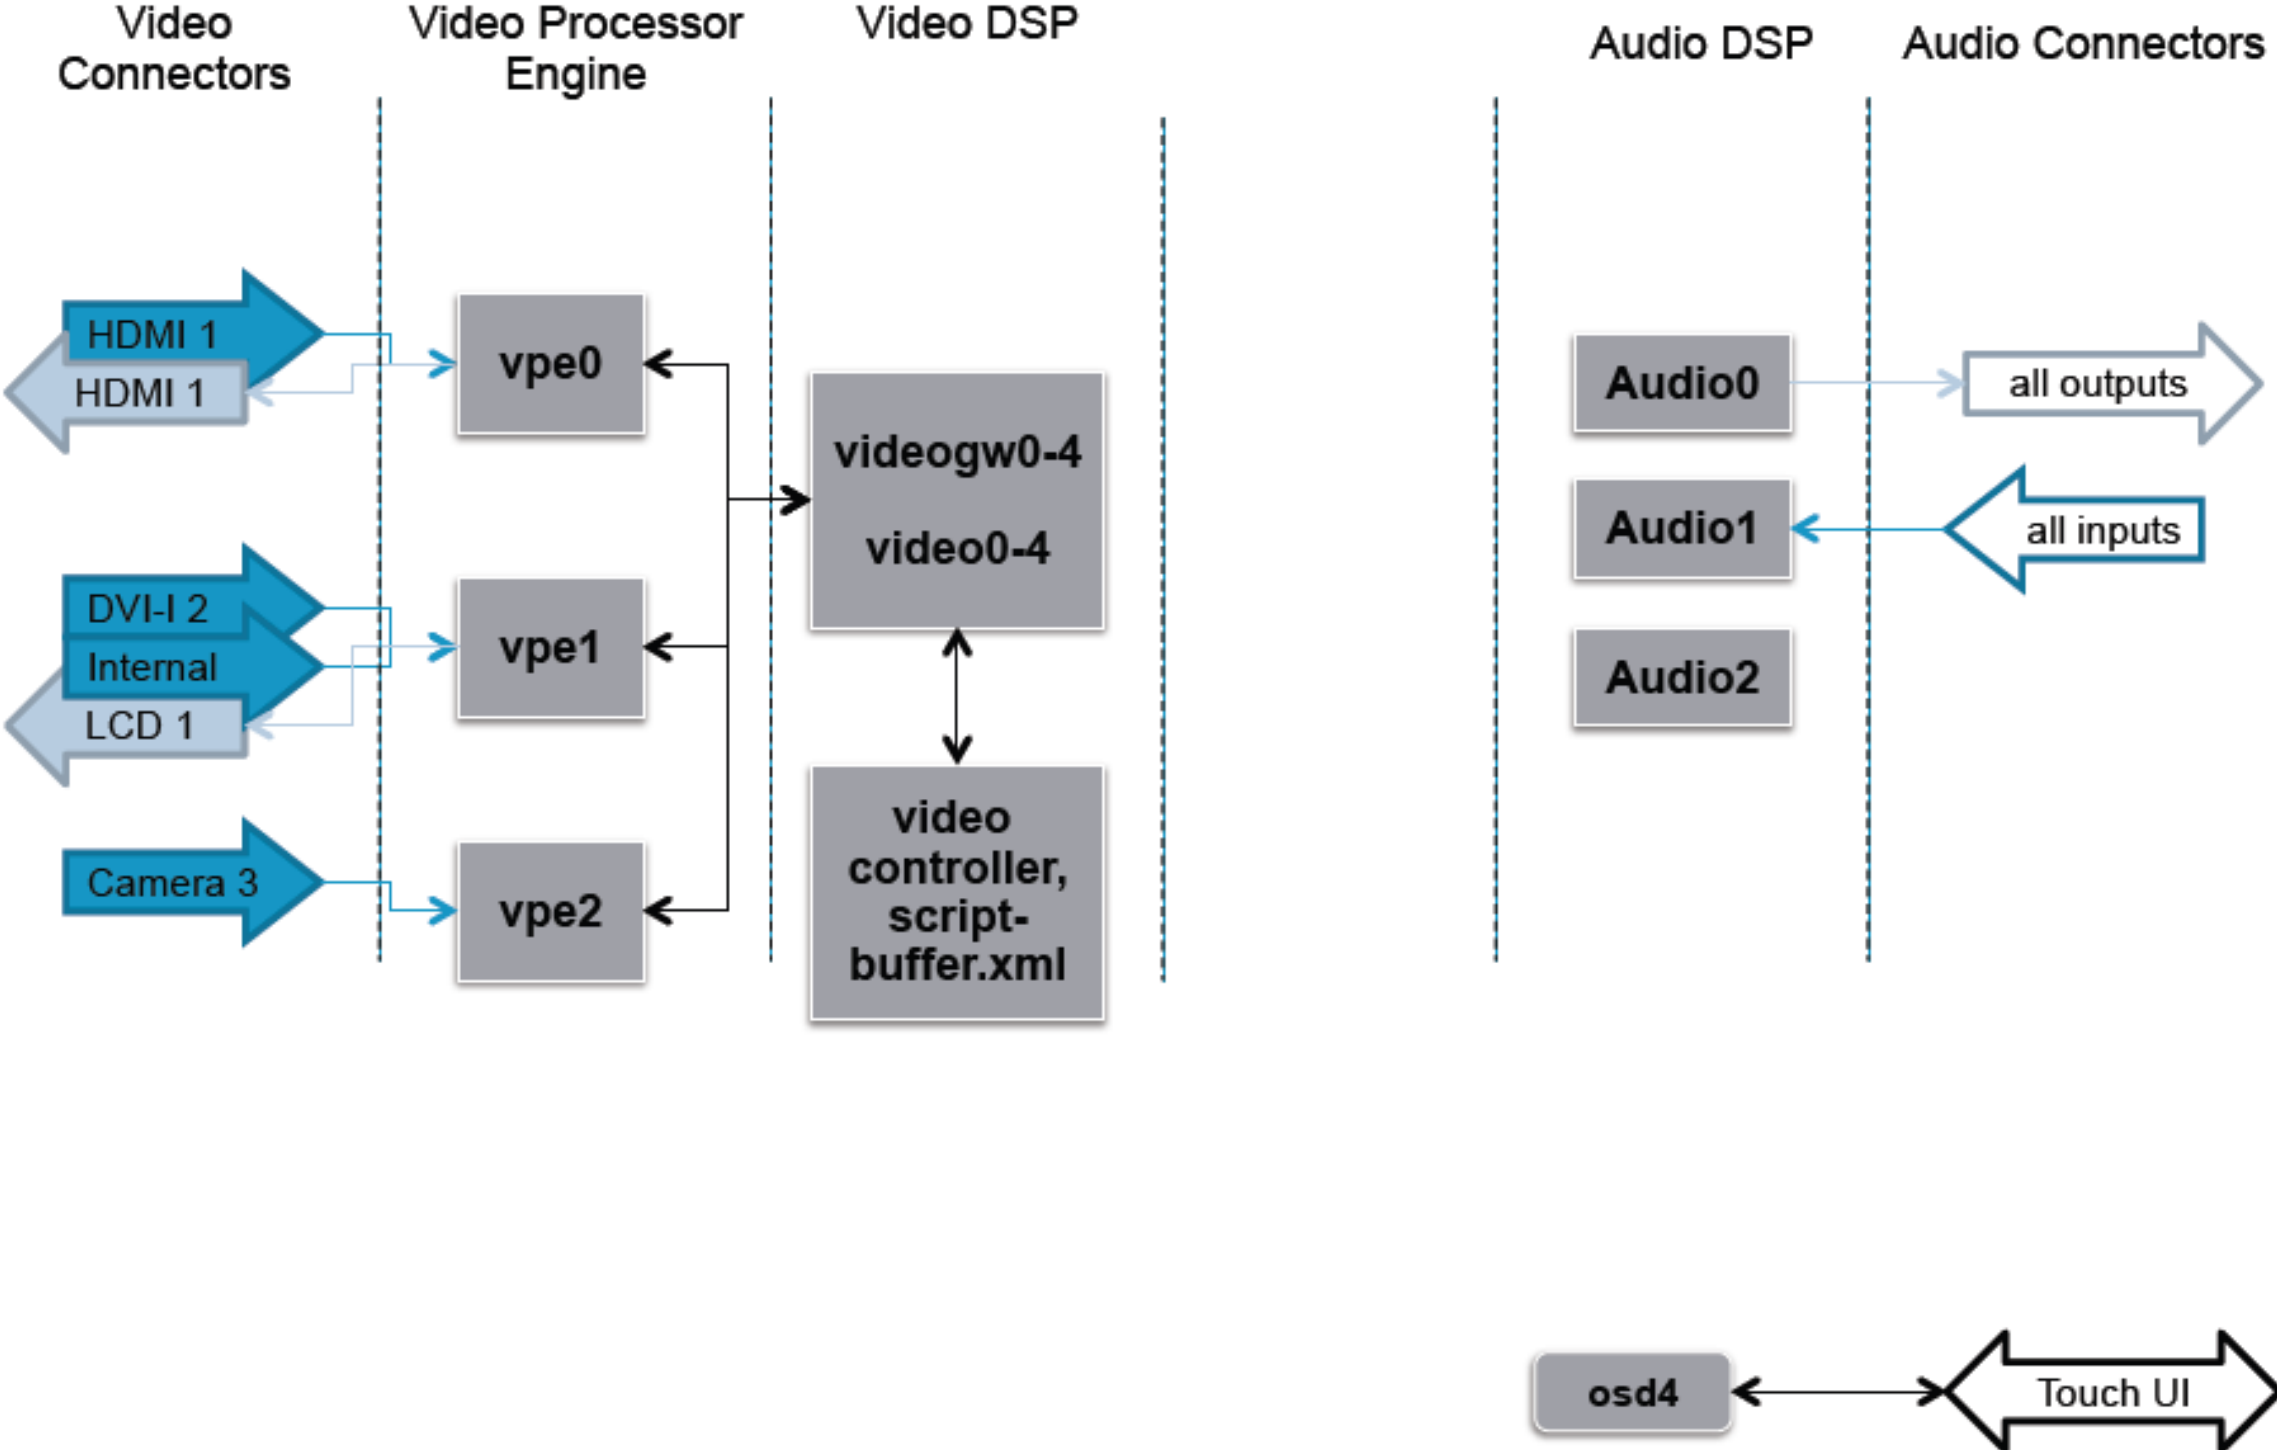 Video
Connectors
Video Processor
Engine
Video DSP
Audio DSP
Audio Connectors
HDMI 1
HDMI 1
vpe0
videogw0-4
video0-4
Audio0
all outputs
Audio1
all inputs
DVI-I 2
Internal
LCD 1
vpe1
Audio2
Camera 3
vpe2
video
controller,
script-
buffer.xml
osd4
Touch UI